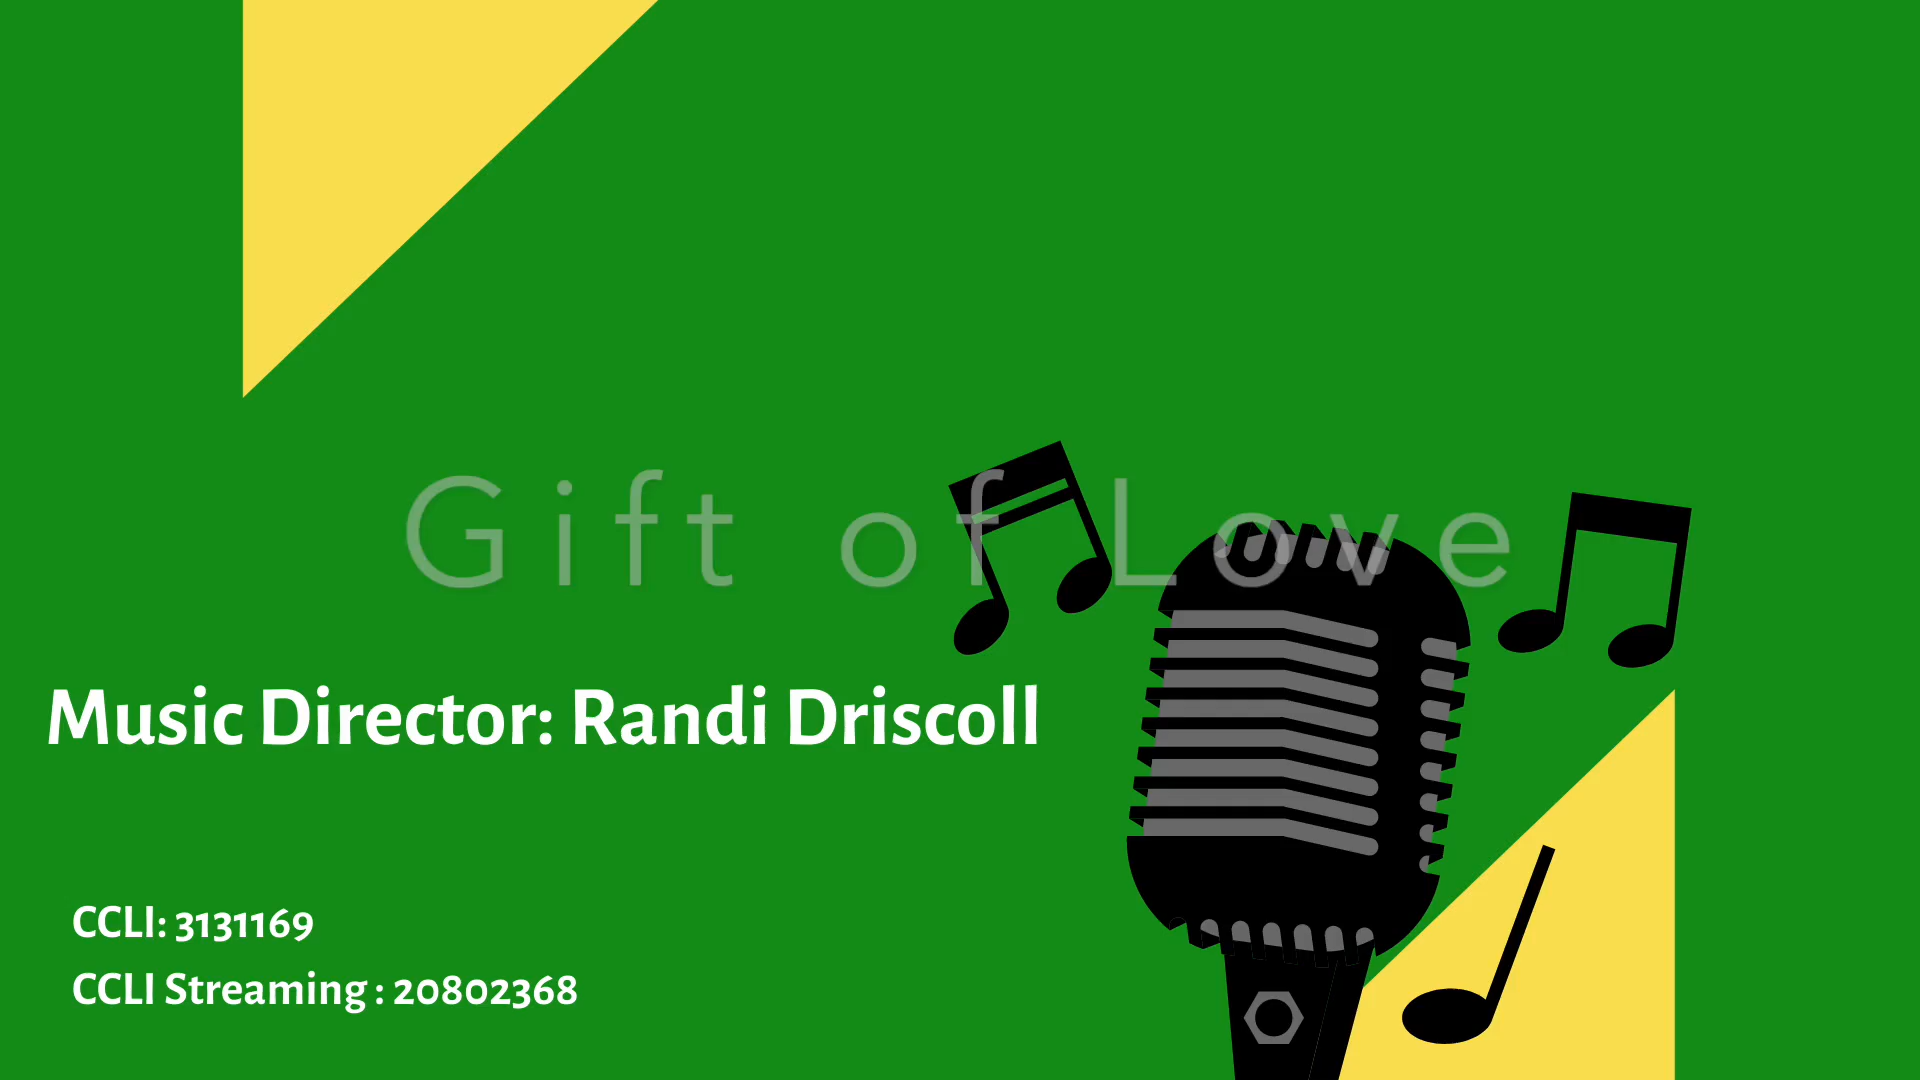 Gift of Love
Music Director: Randi Driscoll
CCLI: 3131169
CCLI Streaming : 20802368